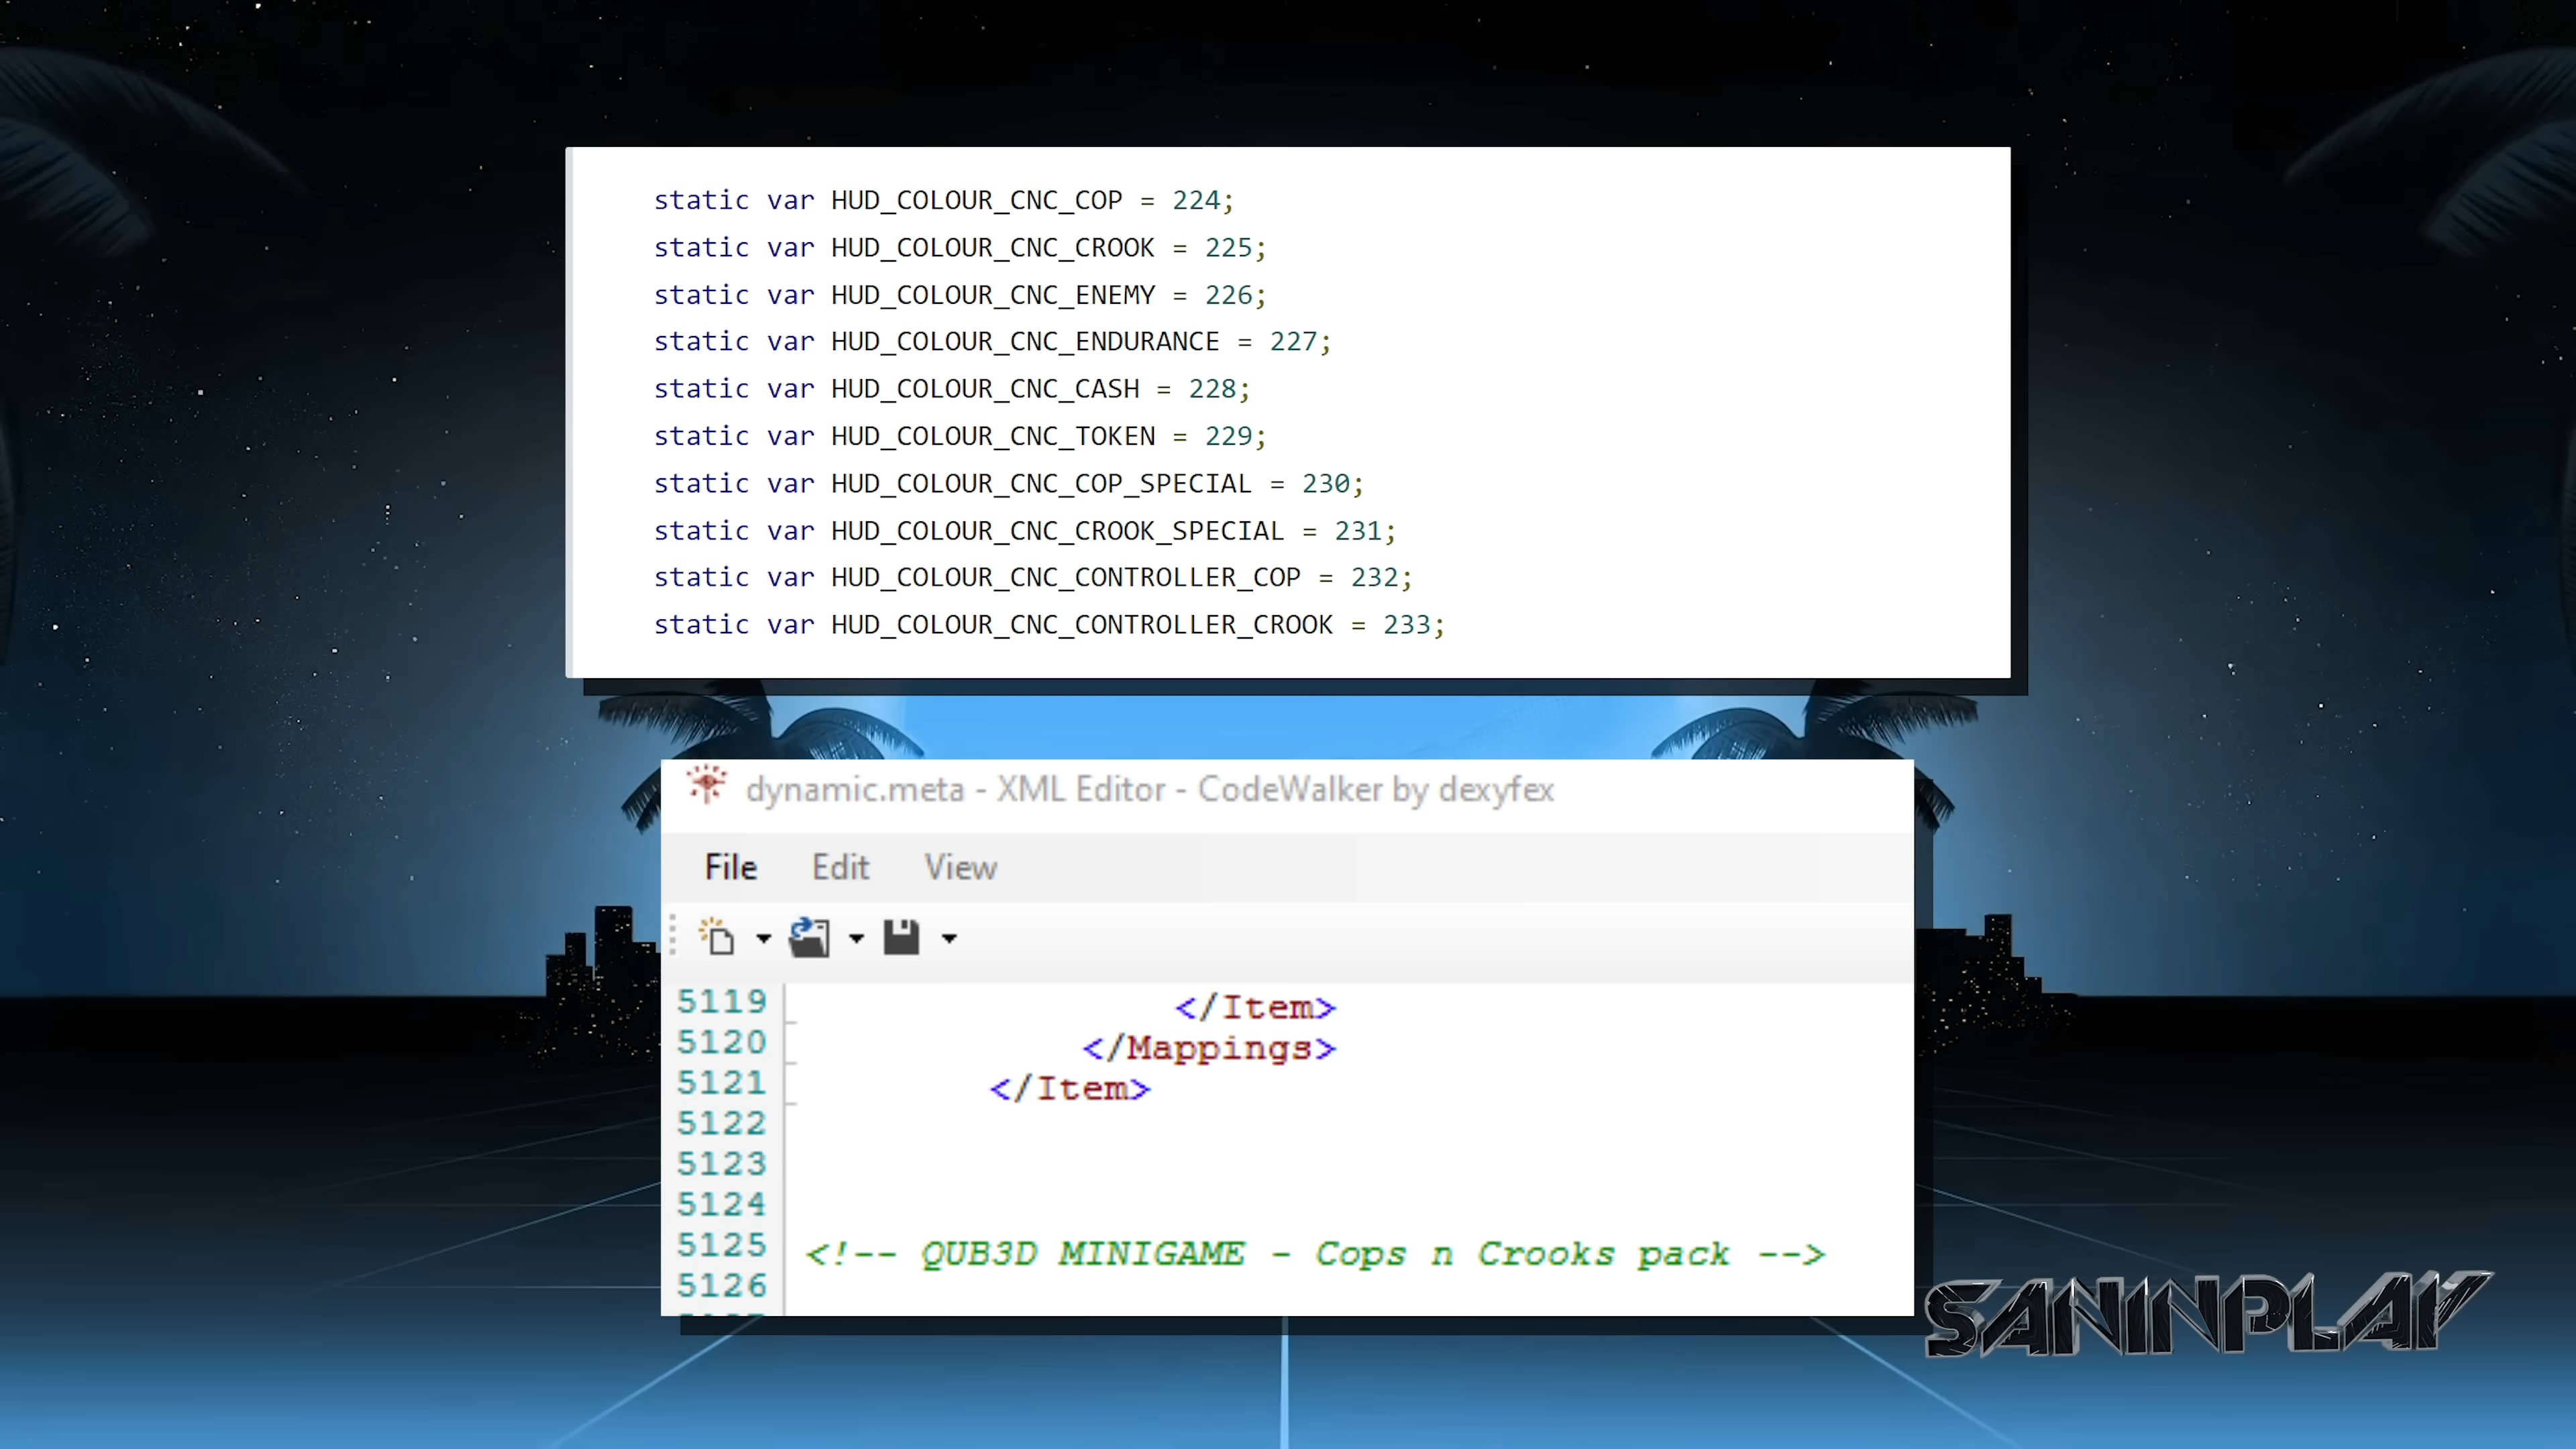 static var HUD_COLOUR_CNC_COP = 224;
static var HUD_COLOUR_CNC_CROOK = 225;
static var HUD_COLOUR_CNC_ENEMY = 226;
static var HUD_COLOUR_CNC_ENDURANCE = 227;
static var HUD_COLOUR_CNC_CASH = 228;
static var HUD_COLOUR_CNC_TOKEN = 229;
static var HUD_COLOUR_CNC_COP_SPECIAL = 230;
static var HUD_COLOUR_CNC_CROOK_SPECIAL = 231;
static var HUD_COLOUR_CNC_CONTROLLER_COP = 232;
static var HUD_COLOUR_CNC_CONTROLLER_CROOK = 233;
dynamic.meta - XML Editor - CodeWalker by dexyfex
File Edit View
5119 </Item>
5120 </Mappings>
5121 </Item>
5122
5123
5124
5125 <!-- QUB3D MINIGAME - Cops n Crooks pack -->
5126
SANINPLAY